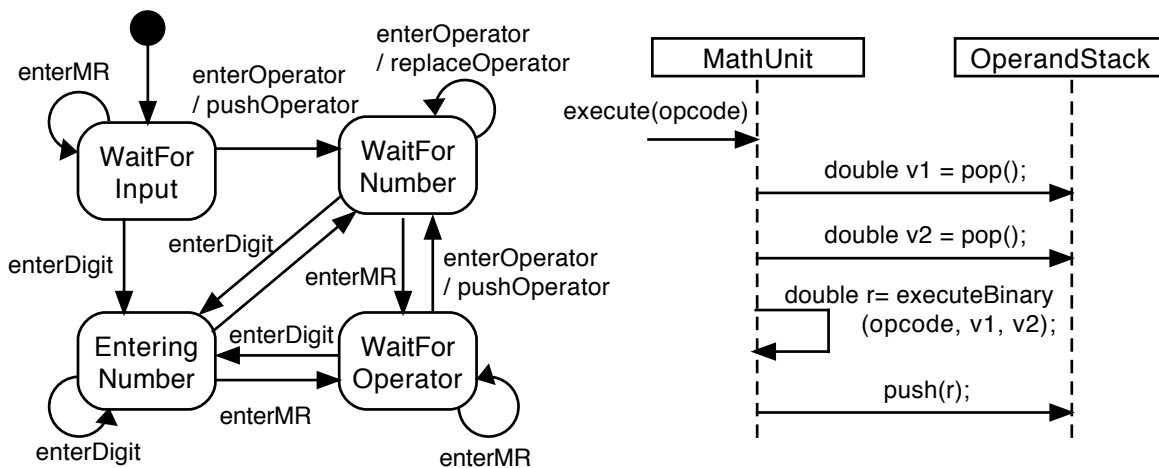 enterMR
enterOperator
/ pushOperator
enterOperator
/ replaceOperator
WaitFor
Input
WaitFor
Number
enterDigit
enterDigit
enterMR
enterOperator
/ pushOperator
Entering
Number
enterDigit
WaitFor
Operator
enterMR
enterDigit
enterMR
MathUnit
OperandStack
execute(opcode)
double v1 = pop();
double v2 = pop();
double r= executeBinary
(opcode, v1, v2);
push(r);